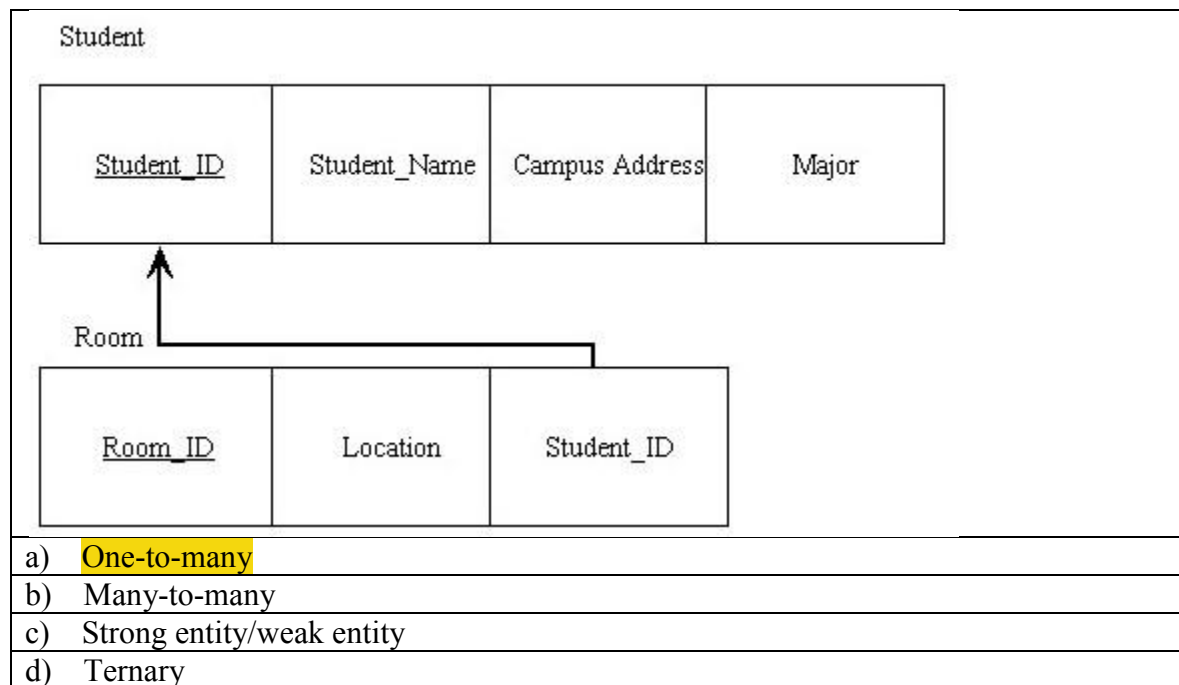 Student
Student_ID Student_Name Campus Address Major
Room
Room_ID Location Student_ID
a) One-to-many
b) Many-to-many
c) Strong entity/weak entity
d) Ternary